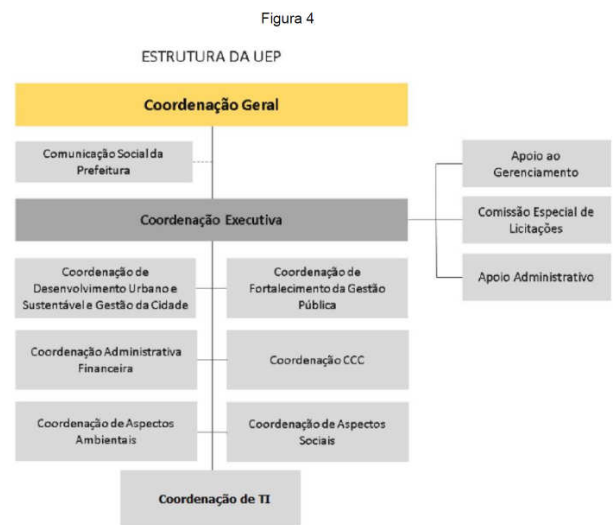 Figura 4
ESTRUTURA DA UEP
Coordenação Geral
Comunicação Social da
Prefeitura
Apoio ao
Gerenciamento
Coordenação Executiva
Comissão Especial de
Licitações
Apoio Administrativo
Coordenação de
Desenvolvimento Urbano e
Sustentável e Gestão da Cidade
Coordenação de
Fortalecimento da Gestão
Pública
Coordenação Administrativa
Financeira
Coordenação CCC
Coordenação de Aspectos
Ambientais
Coordenação de Aspectos
Sociais
Coordenação de TI